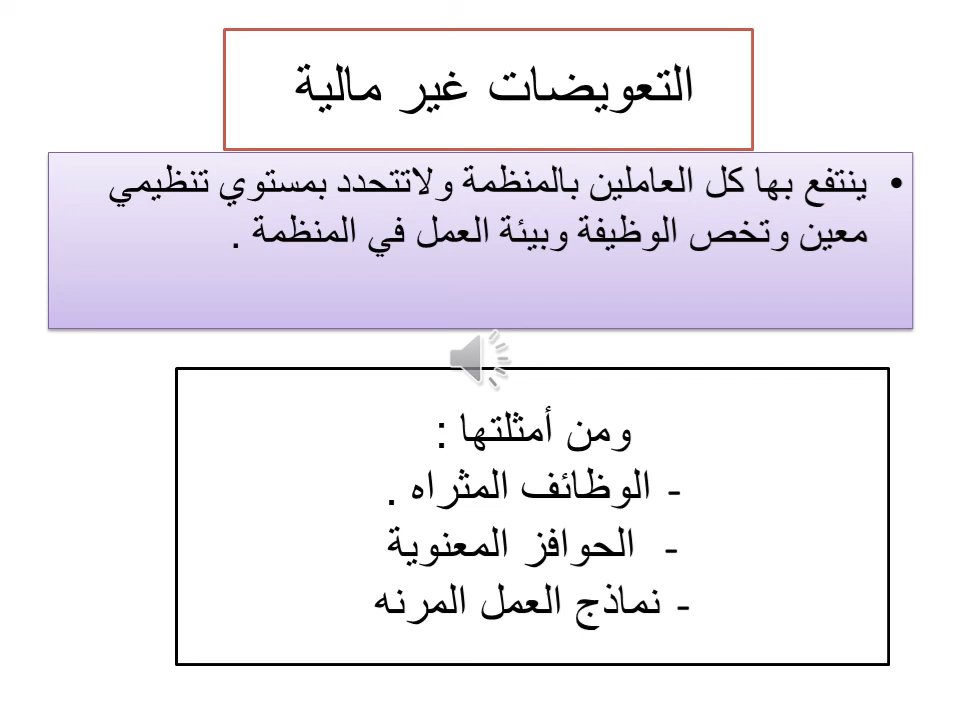 التعويضات غير مالية
• ينتفع بها كل العاملين بالمنظمة ولاتتحدد بمستوي تنظيمي
معين وتخص الوظيفة وبيئة العمل في المنظمة .
ومن أمثلتها :
- الوظائف المثراه .
- الحوافز المعنوية
- نماذج العمل المرنه